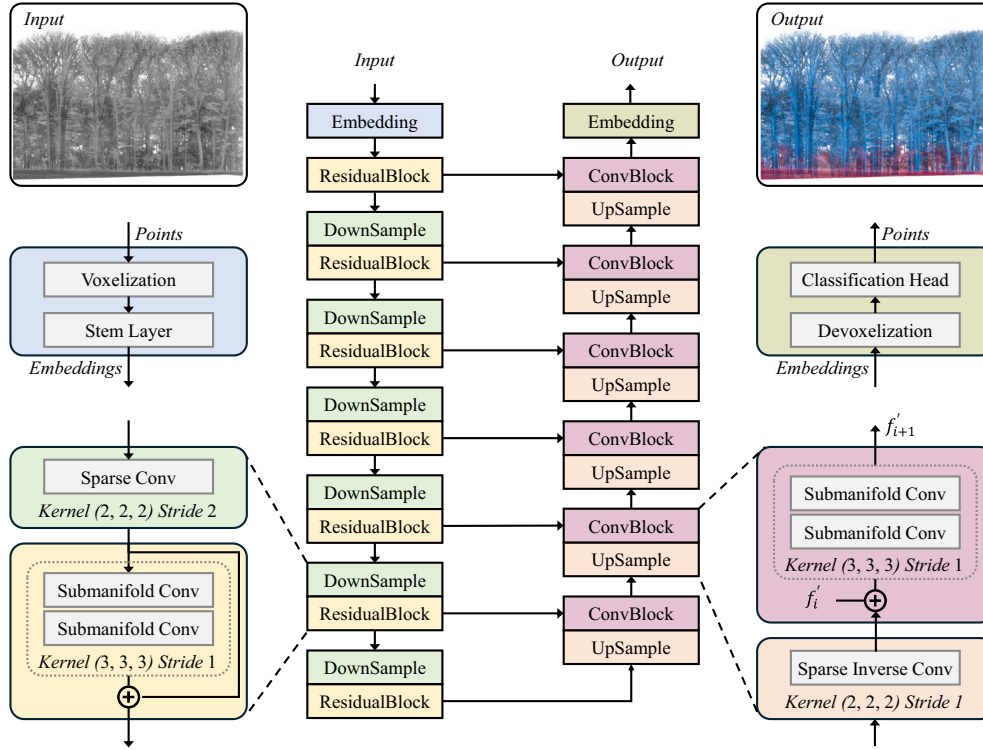 Input
Points
Voxelization
Stem Layer
Embeddings
Sparse Conv
Kernel (2, 2, 2) Stride 2
Submanifold Conv
Submanifold Conv
Kernel (3, 3, 3) Stride 1
Input
Embedding
ResidualBlock
DownSample
ResidualBlock
DownSample
ResidualBlock
DownSample
ResidualBlock
DownSample
ResidualBlock
DownSample
ResidualBlock
DownSample
ResidualBlock
Output
Embedding
ConvBlock
UpSample
ConvBlock
UpSample
ConvBlock
UpSample
ConvBlock
UpSample
ConvBlock
UpSample
ConvBlock
UpSample
Output
Points
Classification Head
Devoxelization
Embeddings
f'_{i+1}
Submanifold Conv
Submanifold Conv
Kernel (3, 3, 3) Stride 1
f'_i
Sparse Inverse Conv
Kernel (2, 2, 2) Stride 1